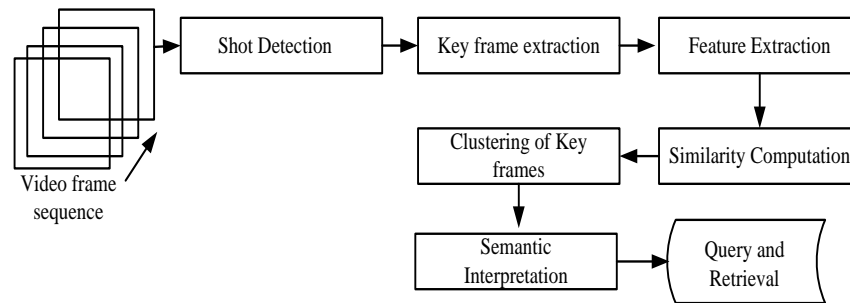 Shot Detection
Key frame extraction
Feature Extraction
Video frame
sequence
Similarity Computation
Clustering of Key
frames
Semantic
Interpretation
Query and
Retrieval